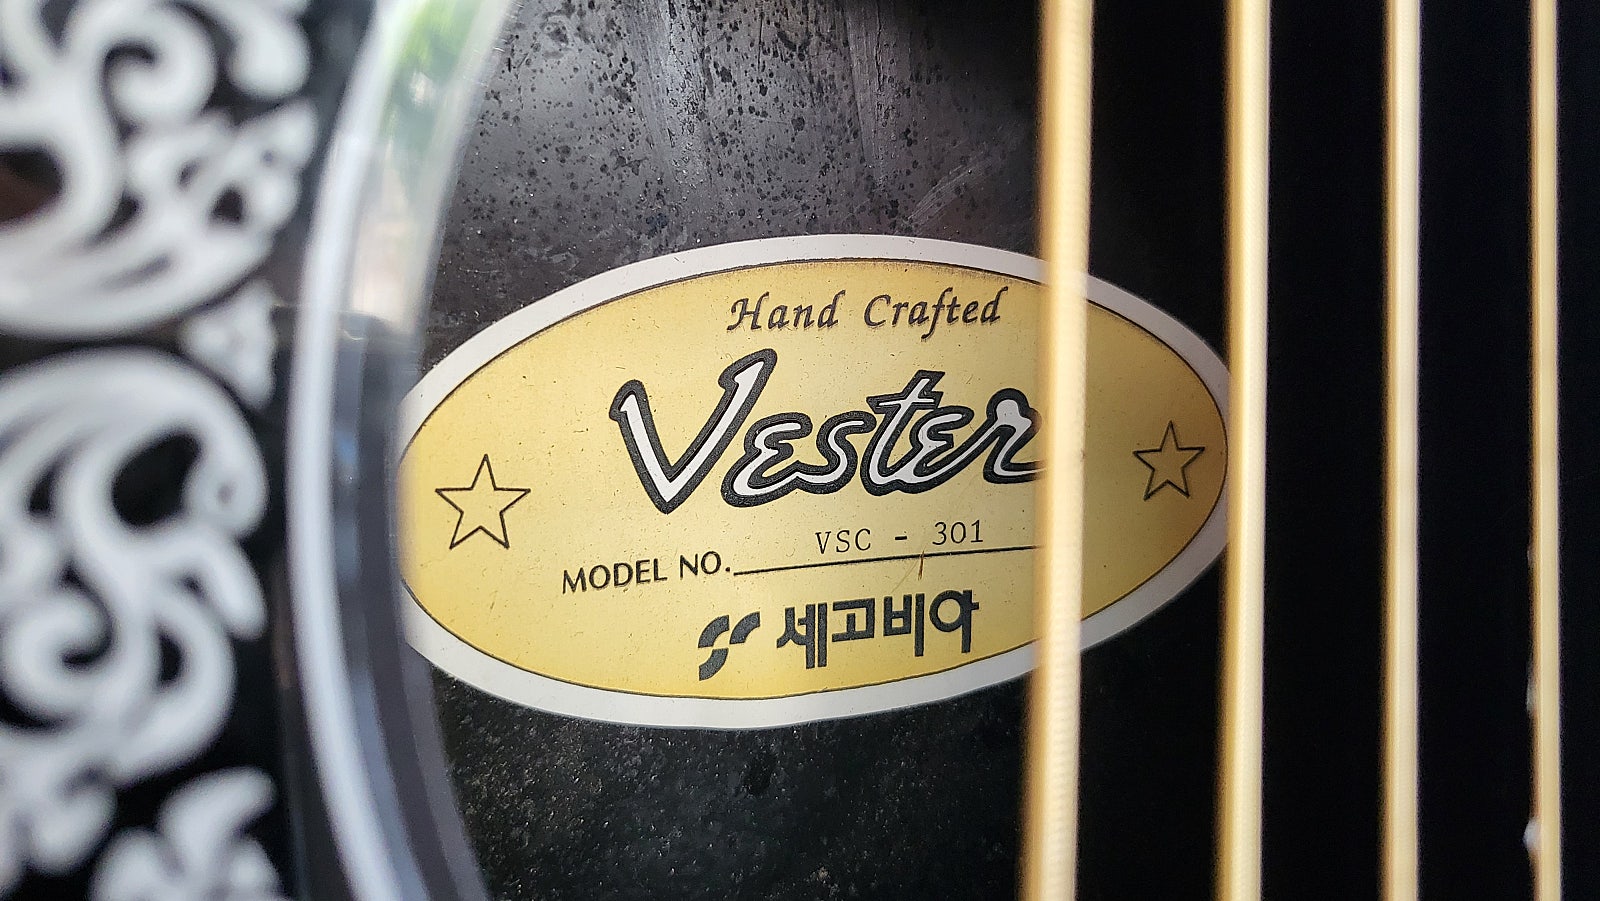 Hand Crafted
Vester
MODEL NO. VSC - 301
세고비아